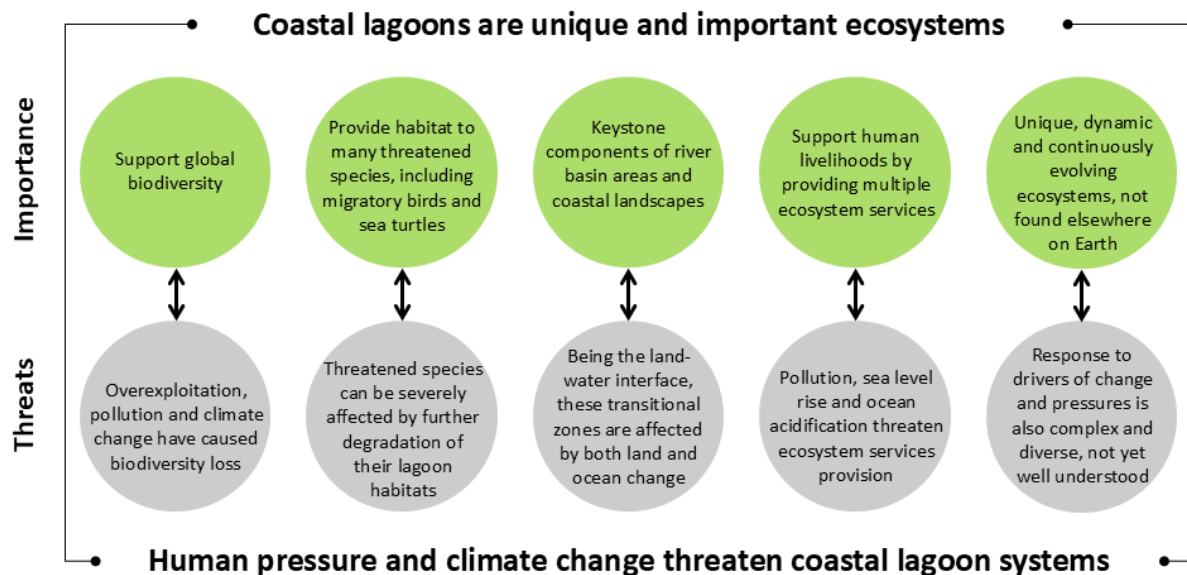 Coastal lagoons are unique and important ecosystems
Importance
Support global
biodiversity
Provide habitat to
many threatened
species, including
migratory birds and
sea turtles
Keystone
components of river
basin areas and
coastal landscapes
Support human
livelihoods by
providing multiple
ecosystem services
Unique, dynamic
and continuously
evolving
ecosystems, not
found elsewhere
on Earth
Threats
Overexploitation,
pollution and climate
change have caused
biodiversity loss
Threatened species
can be severely
affected by further
degradation of
their lagoon
habitats
Being the land-
water interface,
these transitional
zones are affected
by both land and
ocean change
Pollution, sea level
rise and ocean
acidification threaten
ecosystem services
provision
Response to
drivers of change
and pressures is
also complex and
diverse, not yet
well understood
Human pressure and climate change threaten coastal lagoon systems